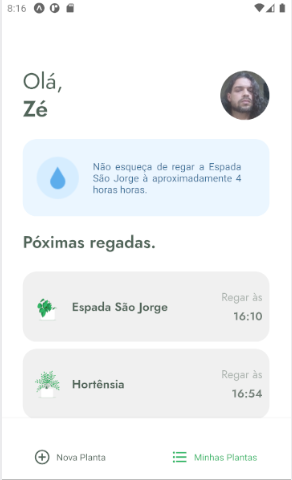 8:16
Olá,
Zé
Não esqueça de regar a Espada
São Jorge à aproximadamente 4
horas horas.
Póximas regadas.
Espada São Jorge
Regar às
16:10
Hortênsia
Regar às
16:54
Nova Planta
Minhas Plantas